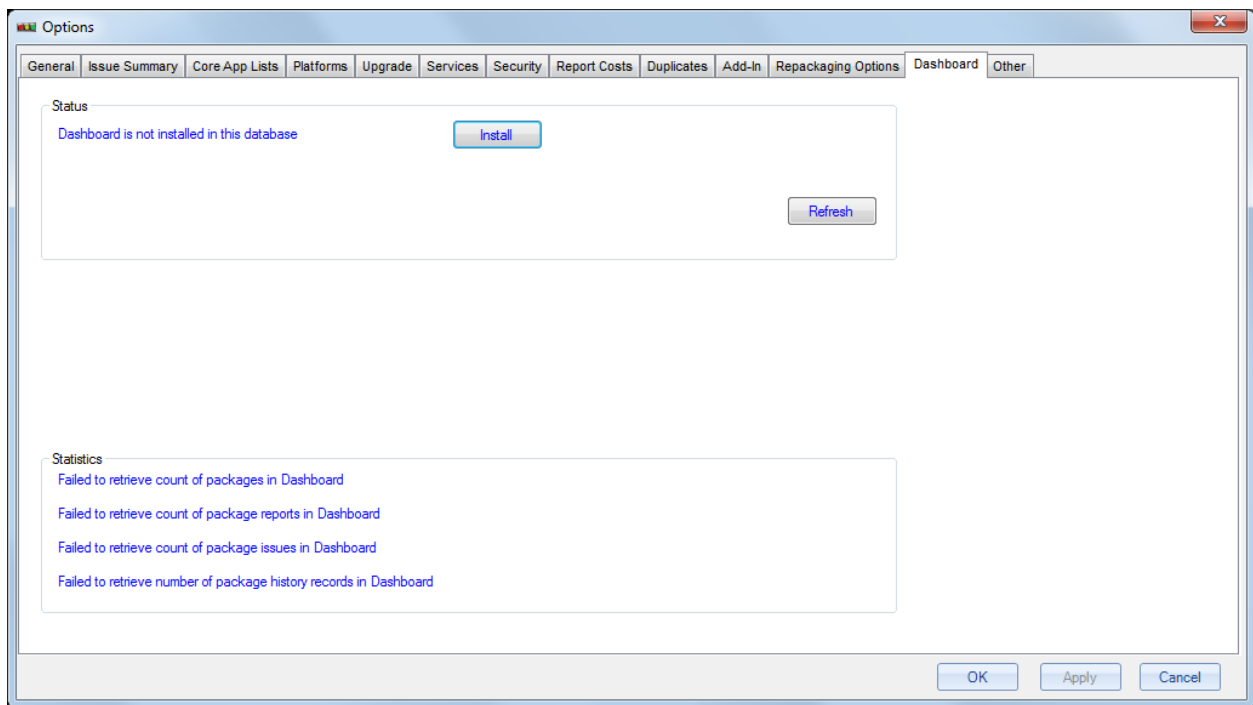 Options
General Issue Summary Core App Lists Platforms Upgrade Services Security Report Costs Duplicates Add-In Repackaging Options Dashboard Other
Status
Dashboard is not installed in this database Install
Refresh
Statistics
Failed to retrieve count of packages in Dashboard
Failed to retrieve count of package reports in Dashboard
Failed to retrieve count of package issues in Dashboard
Failed to retrieve number of package history records in Dashboard
OK Apply Cancel